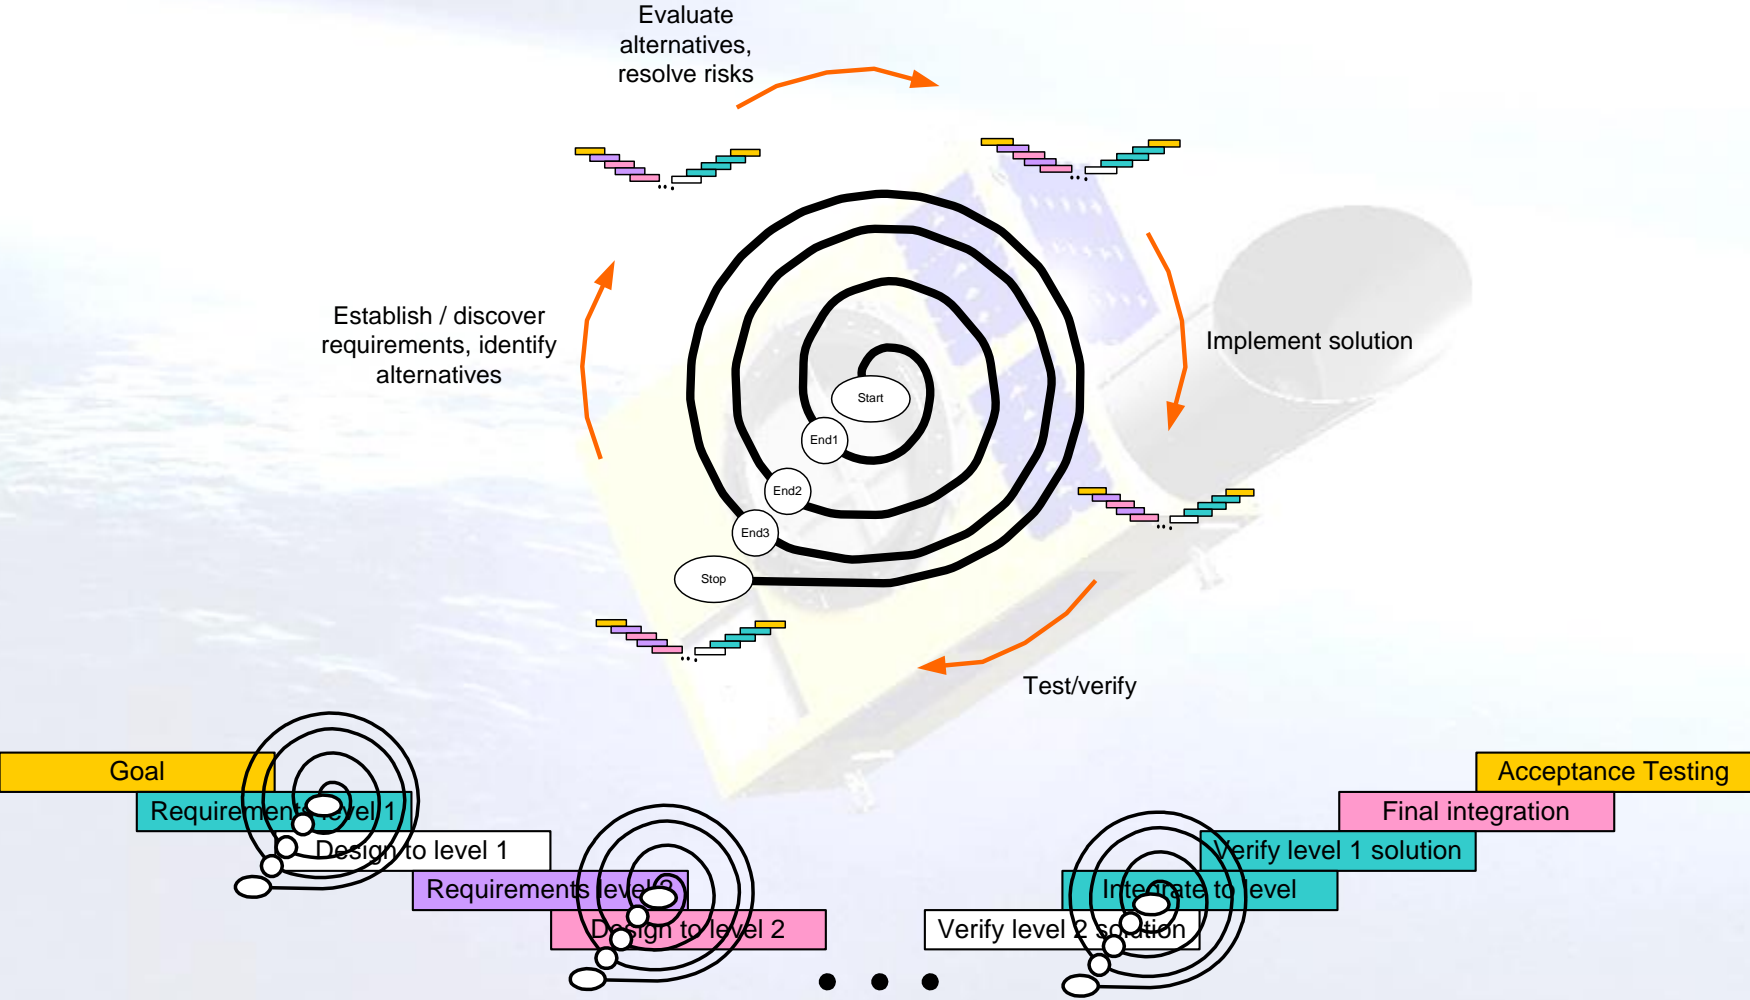 Evaluate
alternatives,
resolve risks
Establish / discover
requirements, identify
alternatives
Implement solution
Start
End1
End2
End3
Stop
Test/verify
Goal
Acceptance Testing
Requirements level 1
Final integration
Design to level 1
Verify level 1 solution
Requirements level 2
Integrate to level
Design to level 2
Verify level 2 solution